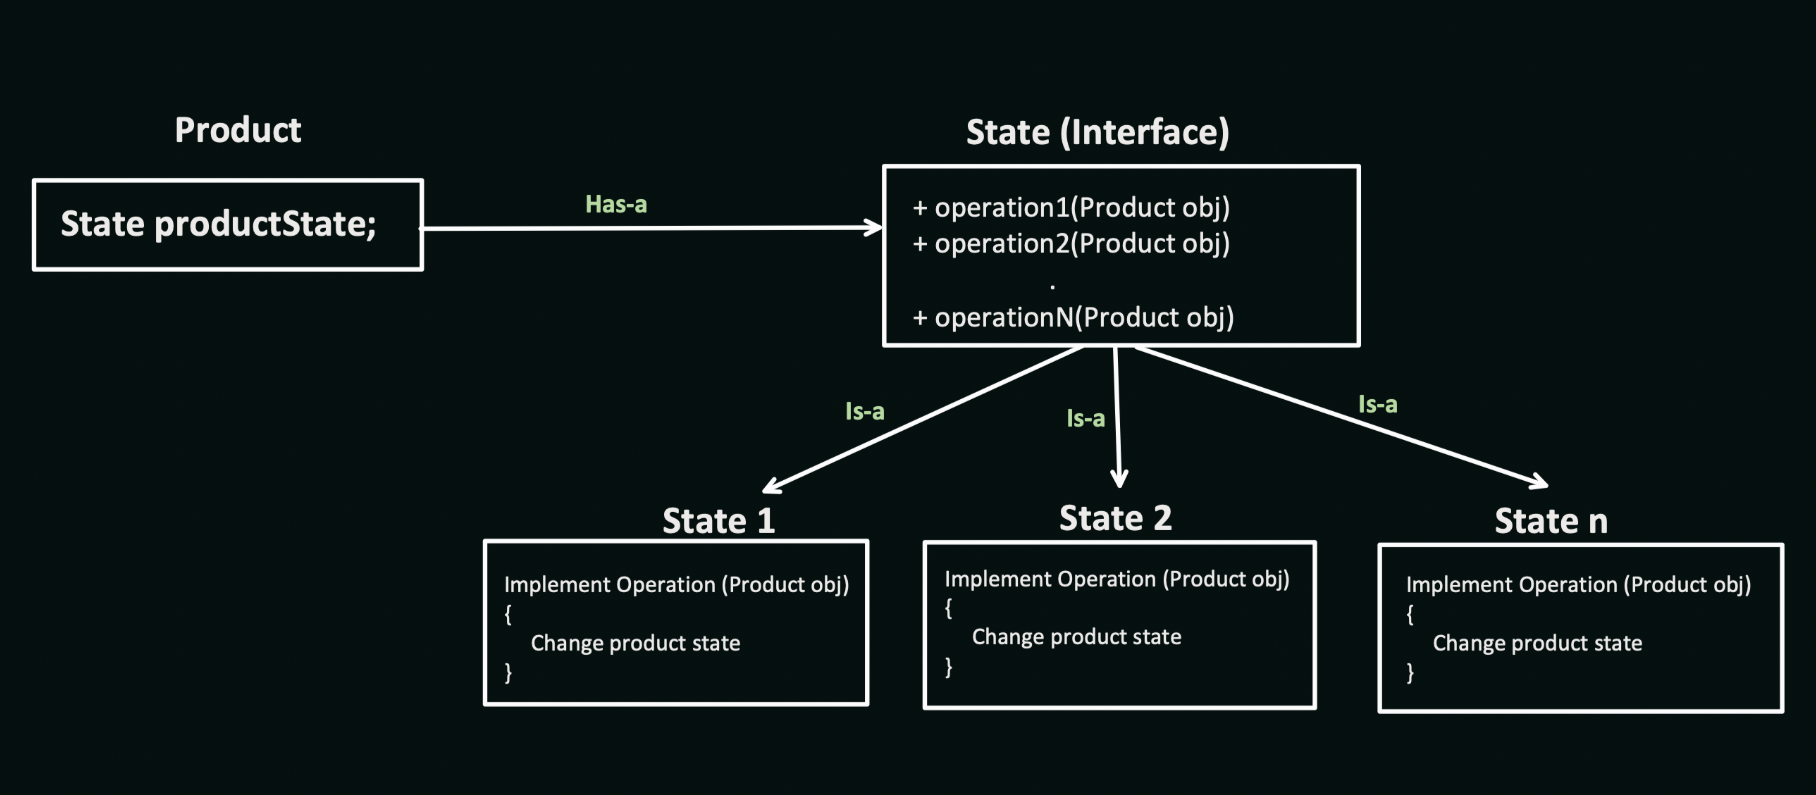 Product
State productState;
Has-a
State (Interface)
+ operation1(Product obj)
+ operation2(Product obj)
.
+ operationN(Product obj)
Is-a
Is-a
Is-a
State 1
Implement Operation (Product obj)
{
Change product state
}
State 2
Implement Operation (Product obj)
{
Change product state
}
State n
Implement Operation (Product obj)
{
Change product state
}